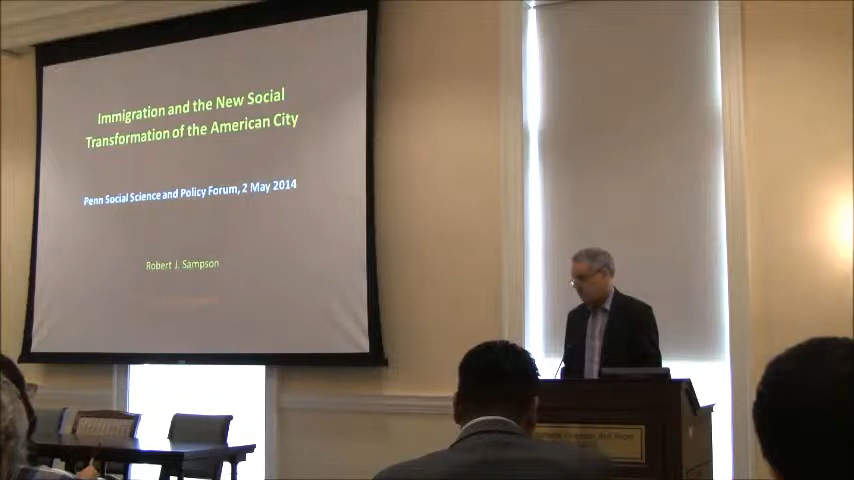 Immigration and the New Social
Transformation of the American City
Penn Social Science and Policy Forum, 2 May 2014
Robert J. Sampson